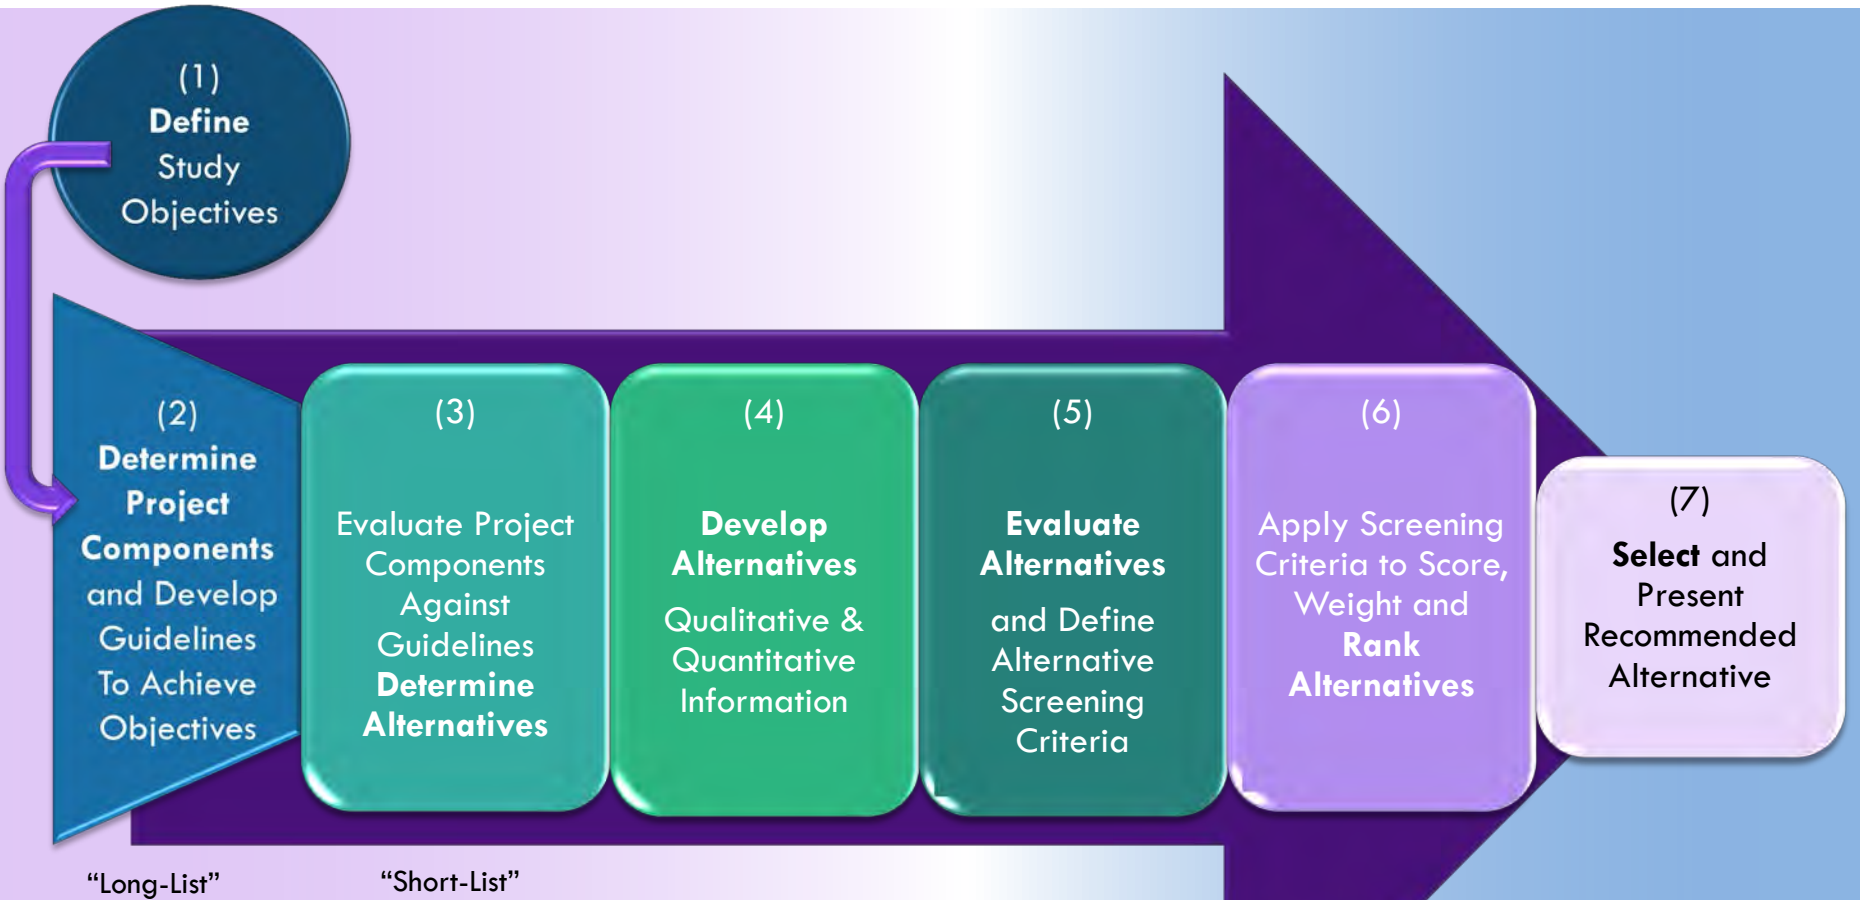 (1)
Define
Study
Objectives
(2)
Determine
Project
Components
and Develop
Guidelines
To Achieve
Objectives
(3)
Evaluate Project
Components
Against
Guidelines
Determine
Alternatives
(4)
Develop
Alternatives
Qualitative &
Quantitative
Information
(5)
Evaluate
Alternatives
and Define
Alternative
Screening
Criteria
(6)
Apply Screening
Criteria to Score,
Weight and
Rank
Alternatives
(7)
Select and
Present
Recommended
Alternative
“Long-List”
“Short-List”